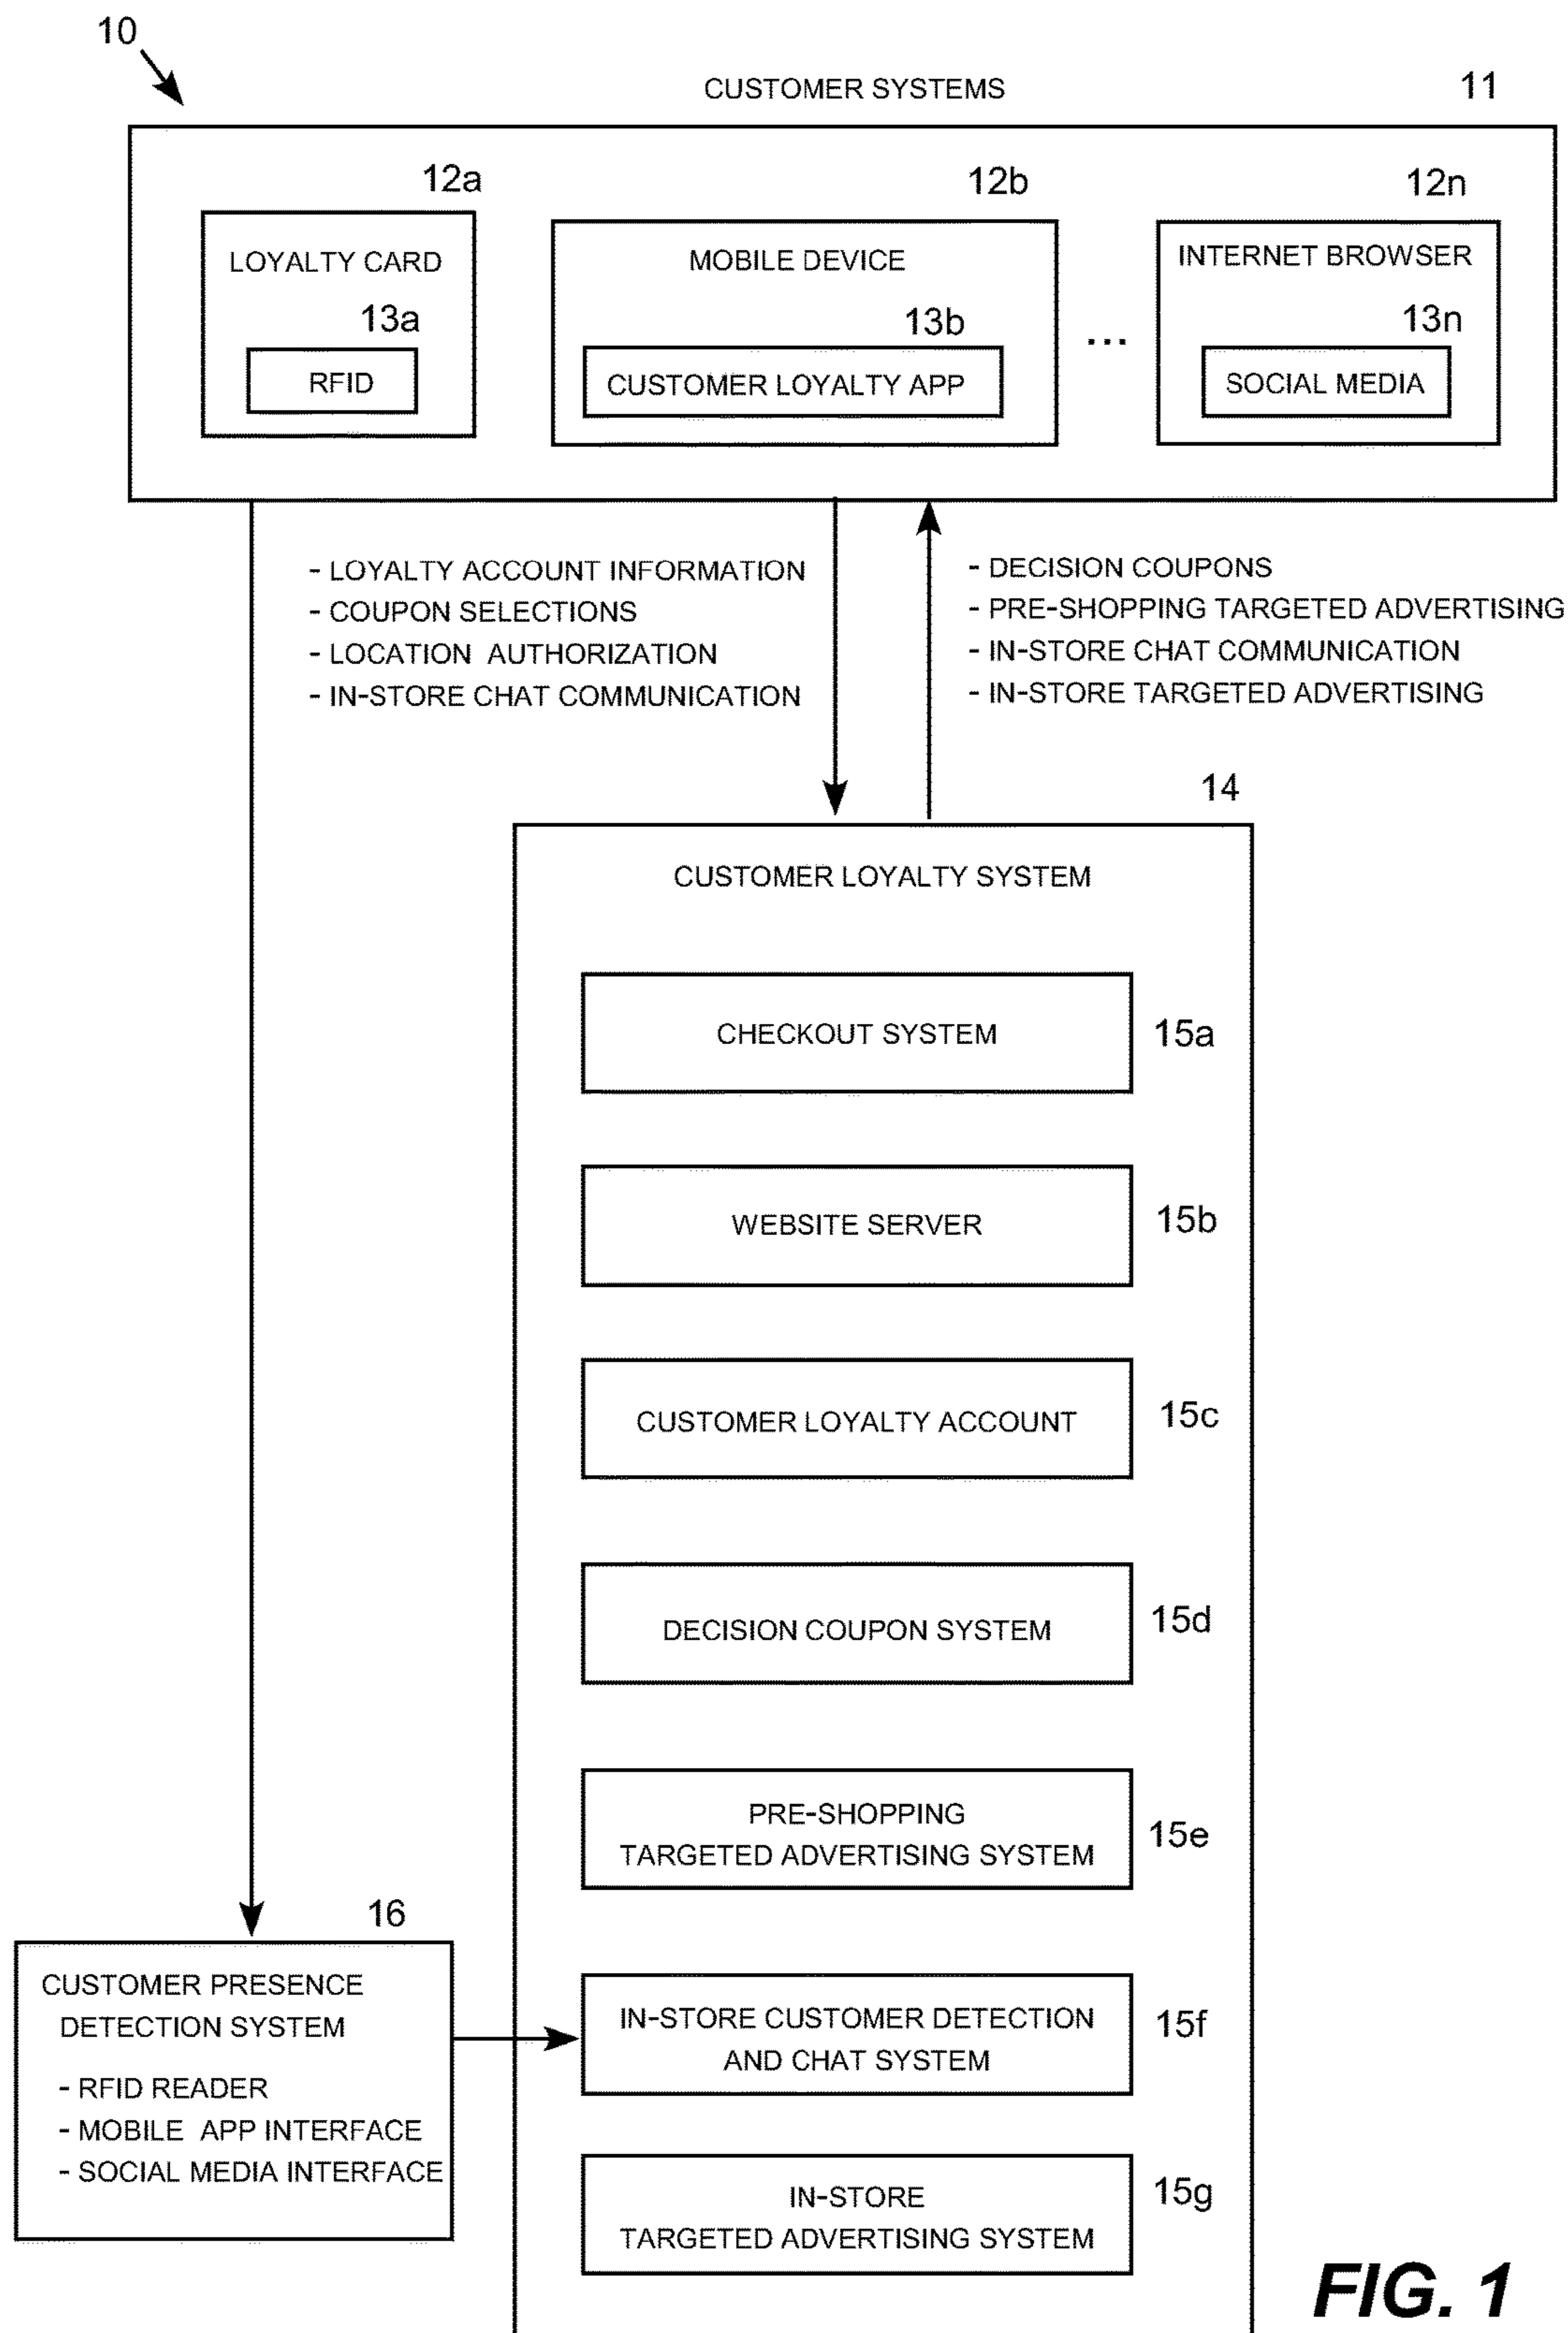 10
CUSTOMER SYSTEMS
11
12a
12b
12n
LOYALTY CARD
MOBILE DEVICE
INTERNET BROWSER
13a
13b
13n
RFID
CUSTOMER LOYALTY APP
...
SOCIAL MEDIA
- LOYALTY ACCOUNT INFORMATION
- COUPON SELECTIONS
- LOCATION AUTHORIZATION
- IN-STORE CHAT COMMUNICATION
- DECISION COUPONS
- PRE-SHOPPING TARGETED ADVERTISING
- IN-STORE CHAT COMMUNICATION
- IN-STORE TARGETED ADVERTISING
14
CUSTOMER LOYALTY SYSTEM
CHECKOUT SYSTEM
15a
WEBSITE SERVER
15b
CUSTOMER LOYALTY ACCOUNT
15c
DECISION COUPON SYSTEM
15d
PRE-SHOPPING
TARGETED ADVERTISING SYSTEM
15e
16
CUSTOMER PRESENCE
DETECTION SYSTEM
- RFID READER
- MOBILE APP INTERFACE
- SOCIAL MEDIA INTERFACE
IN-STORE CUSTOMER DETECTION
AND CHAT SYSTEM
15f
IN-STORE
TARGETED ADVERTISING SYSTEM
15g
FIG. 1